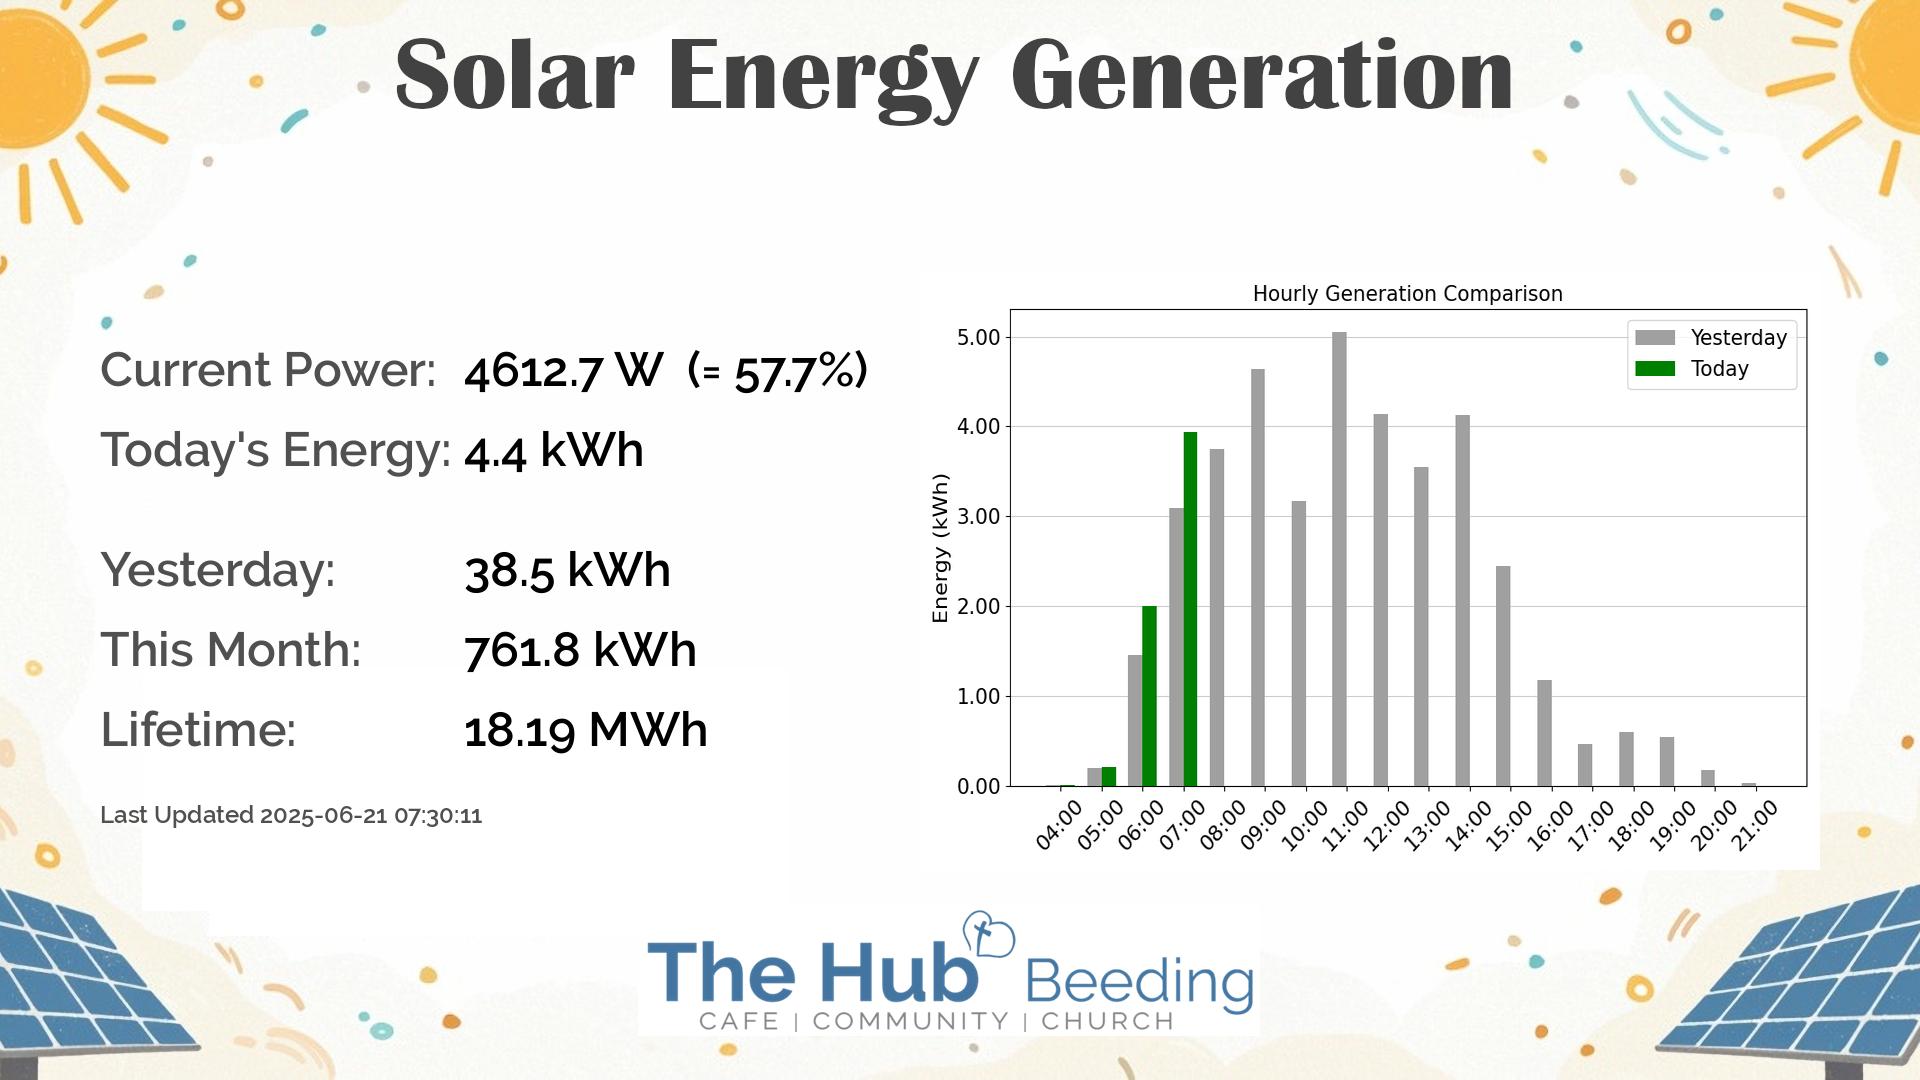 Solar Energy Generation
Current Power: 4612.7 W (= 57.7%)
Today's Energy: 4.4 kWh
Yesterday: 38.5 kWh
This Month: 761.8 kWh
Lifetime: 18.19 MWh
Last Updated 2025-06-21 07:30:11
Hourly Generation Comparison
Yesterday
Today
Energy (kWh)
5.00
4.00
3.00
2.00
1.00
0.00
04:00 05:00 06:00 07:00 08:00 09:00 10:00 11:00 12:00 13:00 14:00 15:00 16:00 17:00 18:00 19:00 20:00 21:00
The Hub Beeding
CAFE | COMMUNITY | CHURCH